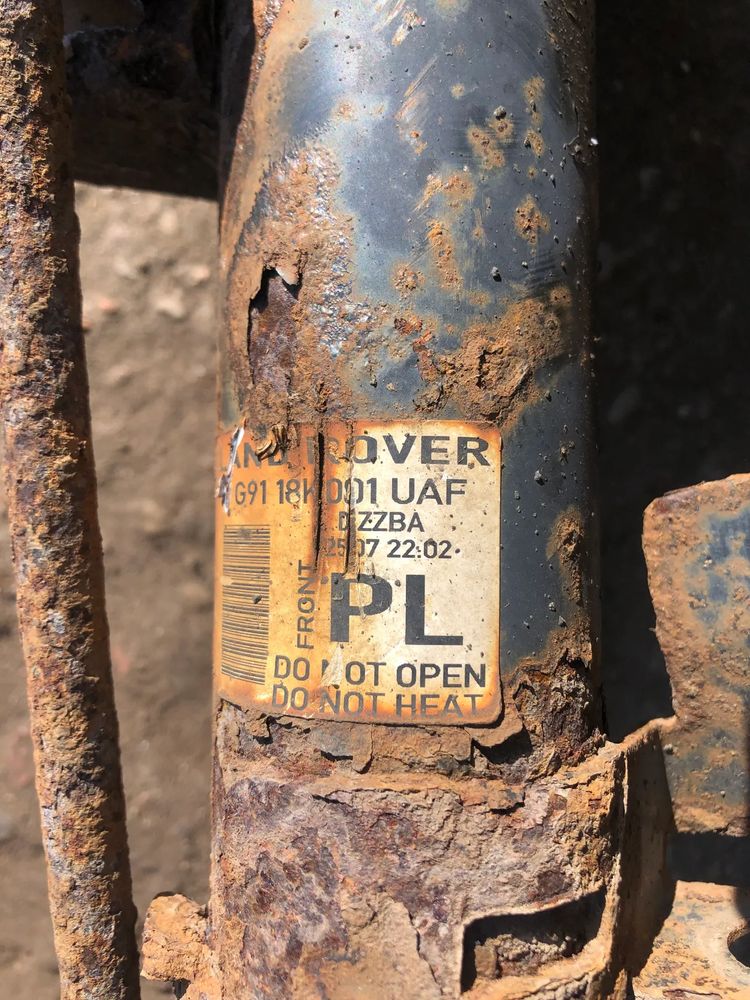 ROVER
G91 18K001 UAF
DZZBA
25 07 22:02
FRONT
PL
DO NOT OPEN
DO NOT HEAT